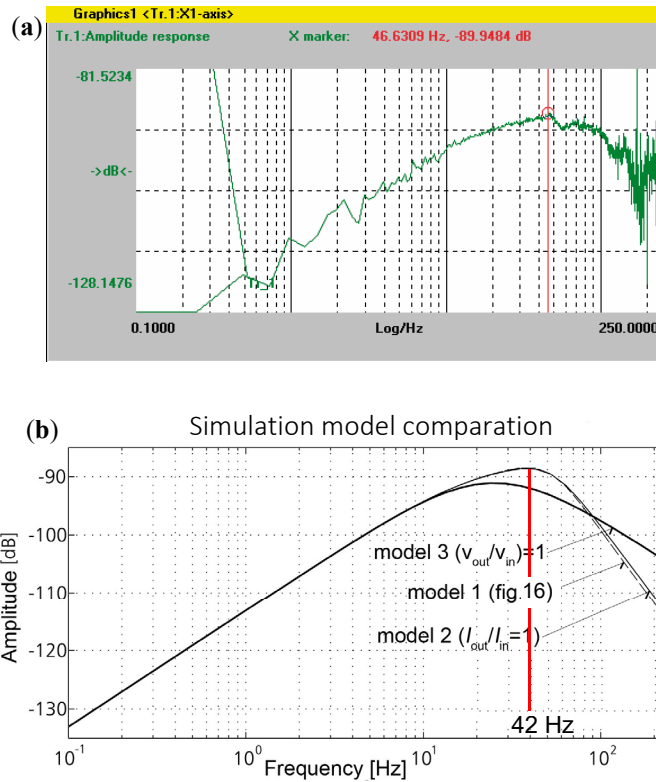 (a)
Graphics1 <Tr.1:X1-axis>
Tr.1:Amplitude response X marker: 46.6309 Hz, -89.9484 dB
-81.5234
->dB<-
-128.1476
0.1000 Log/Hz 250.0000
(b) Simulation model comparation
-90
-100
-110
-120
-130
Amplitude [dB]
model 3 (vout/vin)=1
model 1 (fig.16)
model 2 (Iout/Iin=1)
42 Hz
10-1 100 101 102
Frequency [Hz]